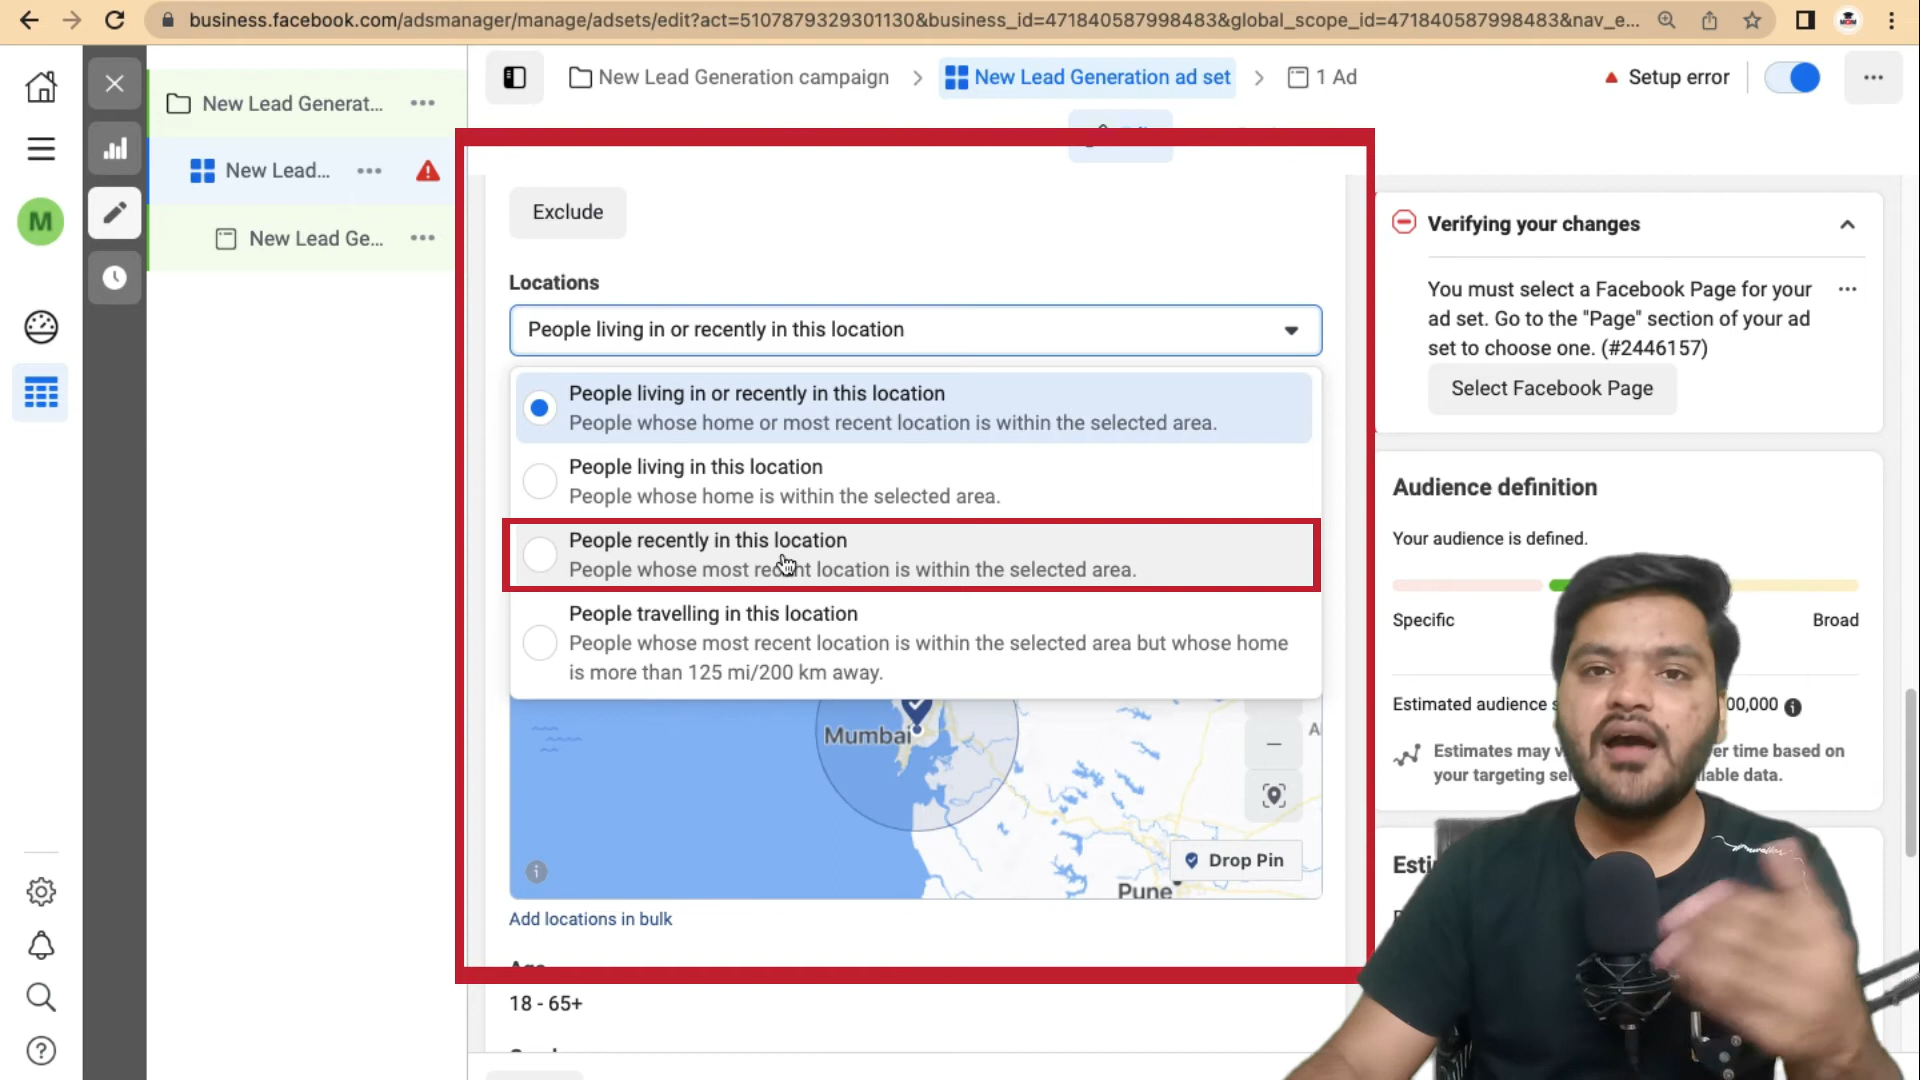 business.facebook.com/adsmanager/manage/adsets/edit?act=5107879329301130&business_id=471840587998483&global_scope_id=471840587998483&nav_e...
New Lead Generation campaign
New Lead Generation ad set
1 Ad
Setup error
New Lead Generat...
New Lead...
New Lead Ge...
M
Exclude
Locations
People living in or recently in this location
People living in or recently in this location
People whose home or most recent location is within the selected area.
People living in this location
People whose home is within the selected area.
People recently in this location
People whose most recent location is within the selected area.
People travelling in this location
People whose most recent location is within the selected area but whose home
is more than 125 mi/200 km away.
Mumbai
Pune
Drop Pin
Add locations in bulk
Age
18 - 65+
Verifying your changes
You must select a Facebook Page for your
ad set. Go to the "Page" section of your ad
set to choose one. (#2446157)
Select Facebook Page
Audience definition
Your audience is defined.
Specific
Broad
Estimated audience
00,000
Estimates may
er time based on
your targeting
data.